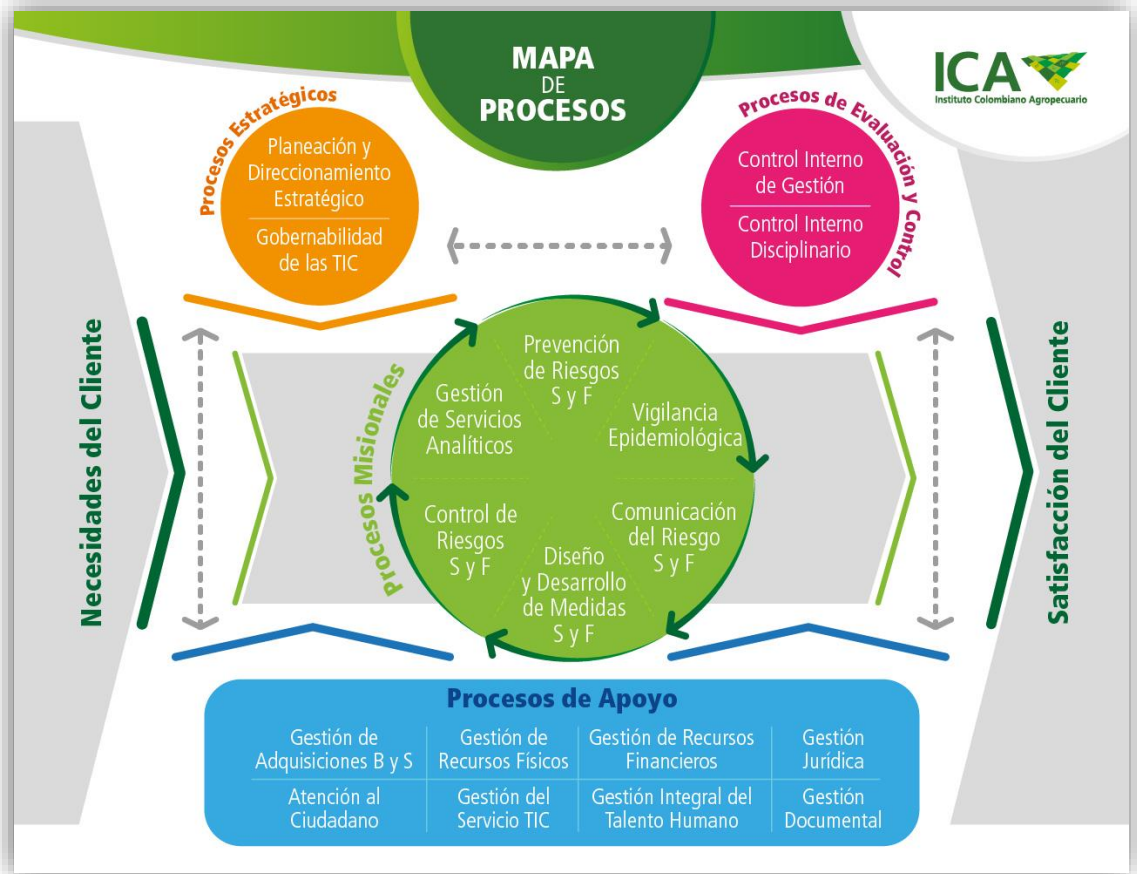 MAPA
DE
PROCESOS
ICA
Instituto Colombiano Agropecuario
Procesos Estratégicos
Planeación y
Direccionamiento
Estratégico
Gobernabilidad
de las TIC
Procesos de Evaluación y Control
Control Interno
de Gestión
Control Interno
Disciplinario
Necesidades del Cliente
Procesos Misionales
Prevención
de Riesgos
S y F
Vigilancia
Epidemiológica
Comunicación
del Riesgo
S y F
Diseño
y Desarrollo
de Medidas
S y F
Control de
Riesgos
S y F
Gestión
de Servicios
Analíticos
Satisfacción del Cliente
Procesos de Apoyo
Gestión de
Adquisiciones B y S
Gestión de
Recursos Físicos
Gestión de Recursos
Financieros
Gestión
Jurídica
Atención al
Ciudadano
Gestión del
Servicio TIC
Gestión Integral del
Talento Humano
Gestión
Documental